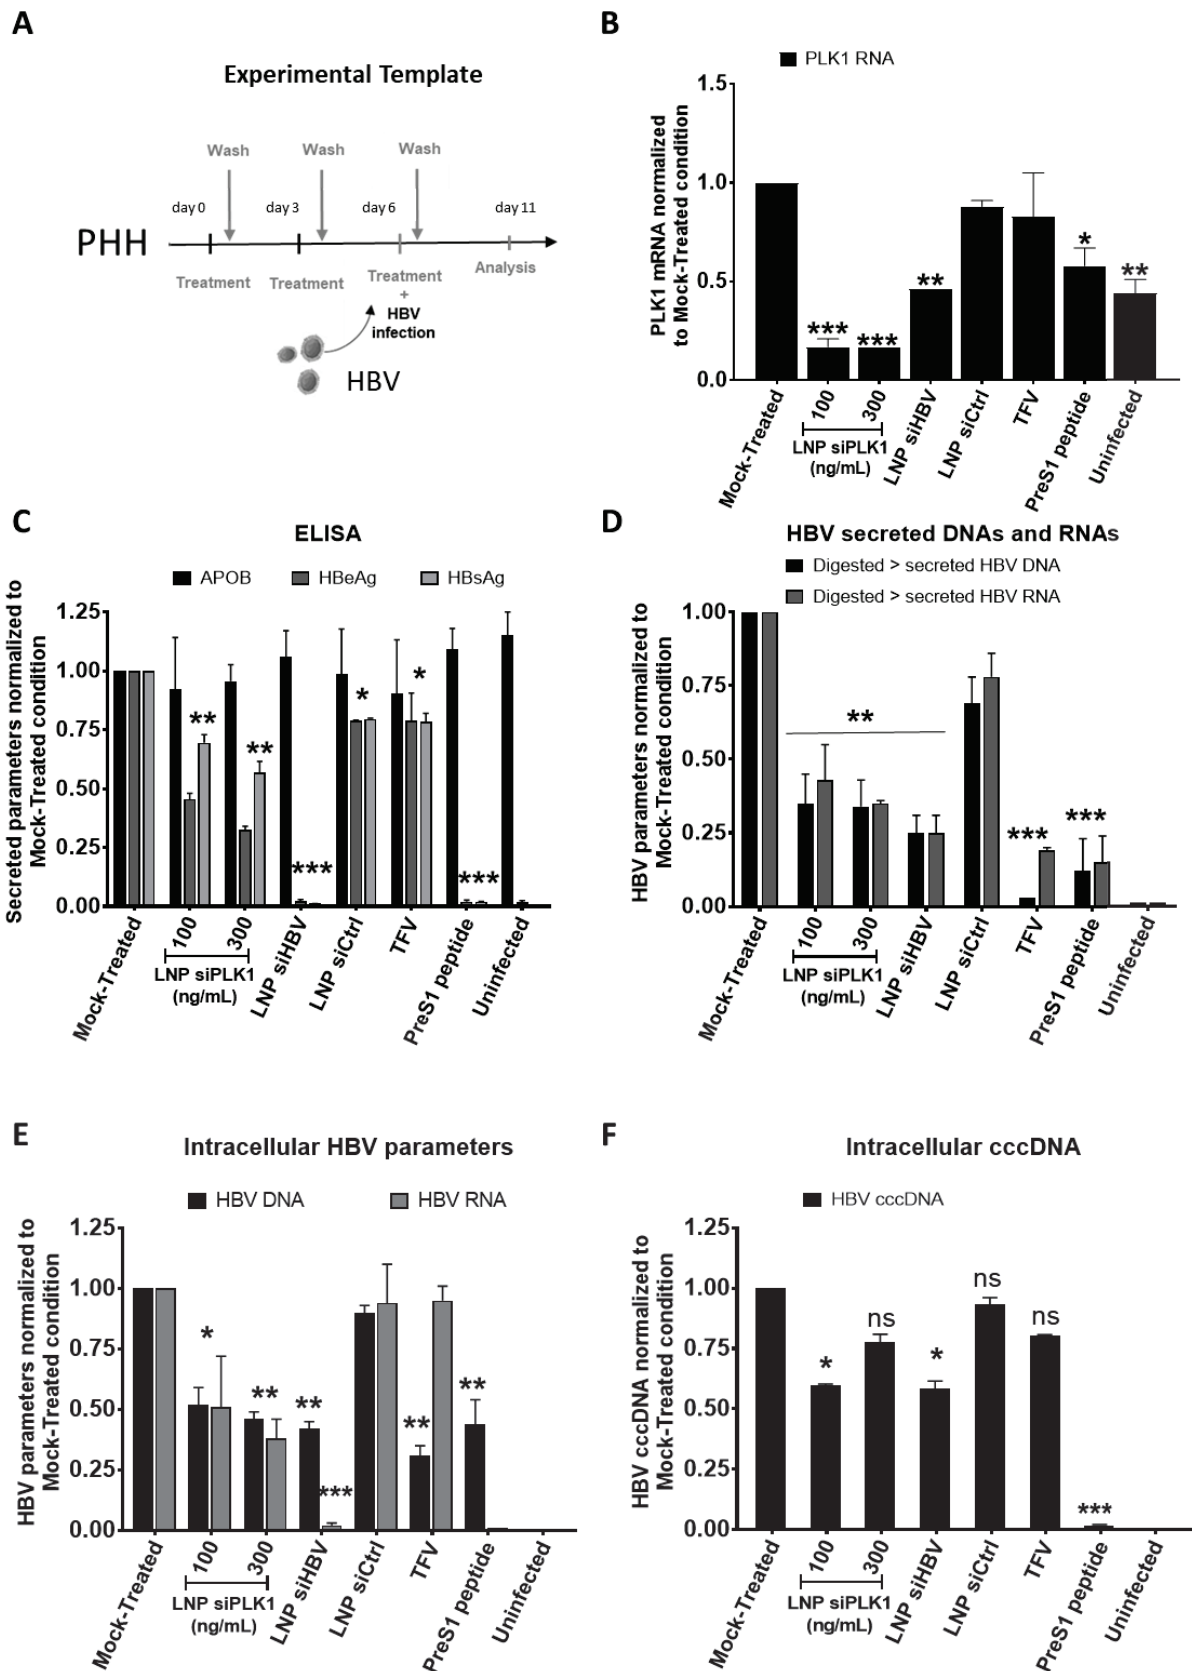 A
Experimental Template
Wash
Wash
Wash
day 0
day 3
day 6
day 11
PHH
Treatment
Treatment
Treatment
+
HBV
infection
Analysis
HBV
B
PLK1 RNA
PLK1 mRNA normalized
to Mock-Treated condition
1.5
1.0
0.5
0.0
***
***
**
*
**
Mock-Treated
100
300
LNP siPLK1
(ng/mL)
LNP siHBV
LNP siCtrl
TFV
PreS1 peptide
Uninfected
C
ELISA
APOB
HBeAg
HBsAg
Secreted parameters normalized to
Mock-Treated condition
1.25
1.00
0.75
0.50
0.25
0.00
**
**
***
*
*
***
Mock-Treated
100
300
LNP siPLK1
(ng/mL)
LNP siHBV
LNP siCtrl
TFV
PreS1 peptide
Uninfected
D
HBV secreted DNAs and RNAs
Digested > secreted HBV DNA
Digested > secreted HBV RNA
HBV parameters normalized to
Mock-Treated condition
1.00
0.75
0.50
0.25
0.00
**
***
***
Mock-Treated
100
300
LNP siPLK1
(ng/mL)
LNP siHBV
LNP siCtrl
TFV
PreS1 peptide
Uninfected
E
Intracellular HBV parameters
HBV DNA
HBV RNA
HBV parameters normalized to
Mock-Treated condition
1.25
1.00
0.75
0.50
0.25
0.00
*
**
**
***
**
**
Mock-Treated
100
300
LNP siPLK1
(ng/mL)
LNP siHBV
LNP siCtrl
TFV
PreS1 peptide
Uninfected
F
Intracellular cccDNA
HBV cccDNA
HBV cccDNA normalized to
Mock-Treated condition
1.25
1.00
0.75
0.50
0.25
0.00
*
ns
*
ns
ns
***
Mock-Treated
100
300
LNP siPLK1
(ng/mL)
LNP siHBV
LNP siCtrl
TFV
PreS1 peptide
Uninfected